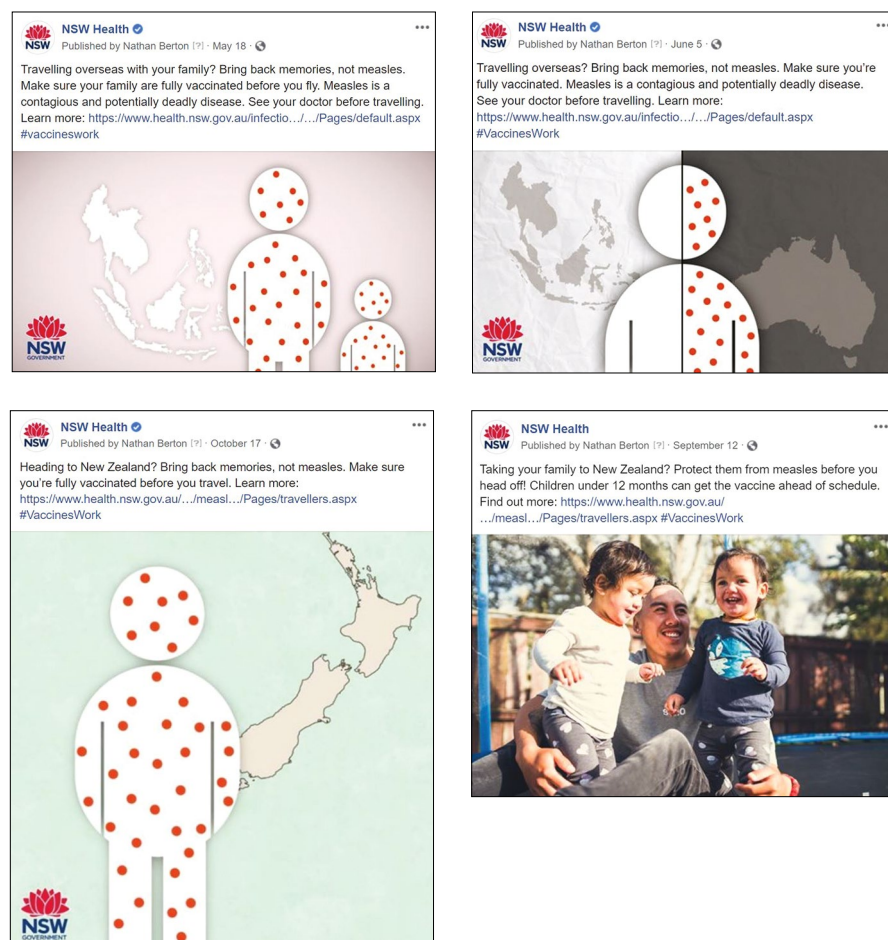 NSW Health
Published by Nathan Berton [?] · May 18 ·
Travelling overseas with your family? Bring back memories, not measles.
Make sure your family are fully vaccinated before you fly. Measles is a
contagious and potentially deadly disease. See your doctor before travelling.
Learn more: https://www.health.nsw.gov.au/infectio…/…/Pages/default.aspx
#vaccineswork
NSW
GOVERNMENT
NSW Health
Published by Nathan Berton [?] · June 5 ·
Travelling overseas? Bring back memories, not measles. Make sure you're
fully vaccinated. Measles is a contagious and potentially deadly disease.
See your doctor before travelling. Learn more:
https://www.health.nsw.gov.au/infectio…/…/Pages/default.aspx
#VaccinesWork
NSW
GOVERNMENT
NSW Health
Published by Nathan Berton [?] · October 17 ·
Heading to New Zealand? Bring back memories, not measles. Make sure
you're fully vaccinated before you travel. Learn more:
https://www.health.nsw.gov.au/…/measl…/Pages/travellers.aspx
#VaccinesWork
NSW
GOVERNMENT
NSW Health
Published by Nathan Berton [?] · September 12 ·
Taking your family to New Zealand? Protect them from measles before you
head off! Children under 12 months can get the vaccine ahead of schedule.
Find out more: https://www.health.nsw.gov.au/
…/measl…/Pages/travellers.aspx #VaccinesWork